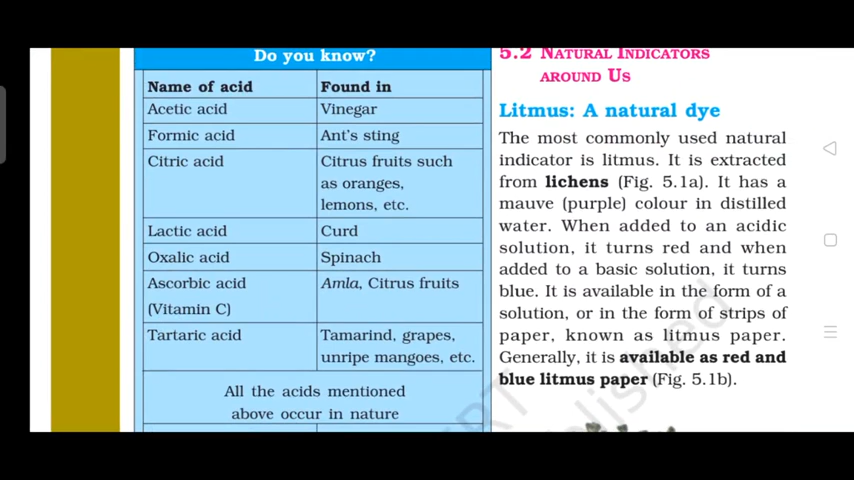 Do you know?
Name of acid Found in
Acetic acid Vinegar
Formic acid Ant's sting
Citric acid Citrus fruits such
as oranges,
lemons, etc.
Lactic acid Curd
Oxalic acid Spinach
Ascorbic acid Amla, Citrus fruits
(Vitamin C)
Tartaric acid Tamarind, grapes,
unripe mangoes, etc.
All the acids mentioned
above occur in nature
5.2 NATURAL INDICATORS
AROUND US
Litmus: A natural dye
The most commonly used natural
indicator is litmus. It is extracted
from lichens (Fig. 5.1a). It has a
mauve (purple) colour in distilled
water. When added to an acidic
solution, it turns red and when
added to a basic solution, it turns
blue. It is available in the form of a
solution, or in the form of strips of
paper, known as litmus paper.
Generally, it is available as red and
blue litmus paper (Fig. 5.1b).